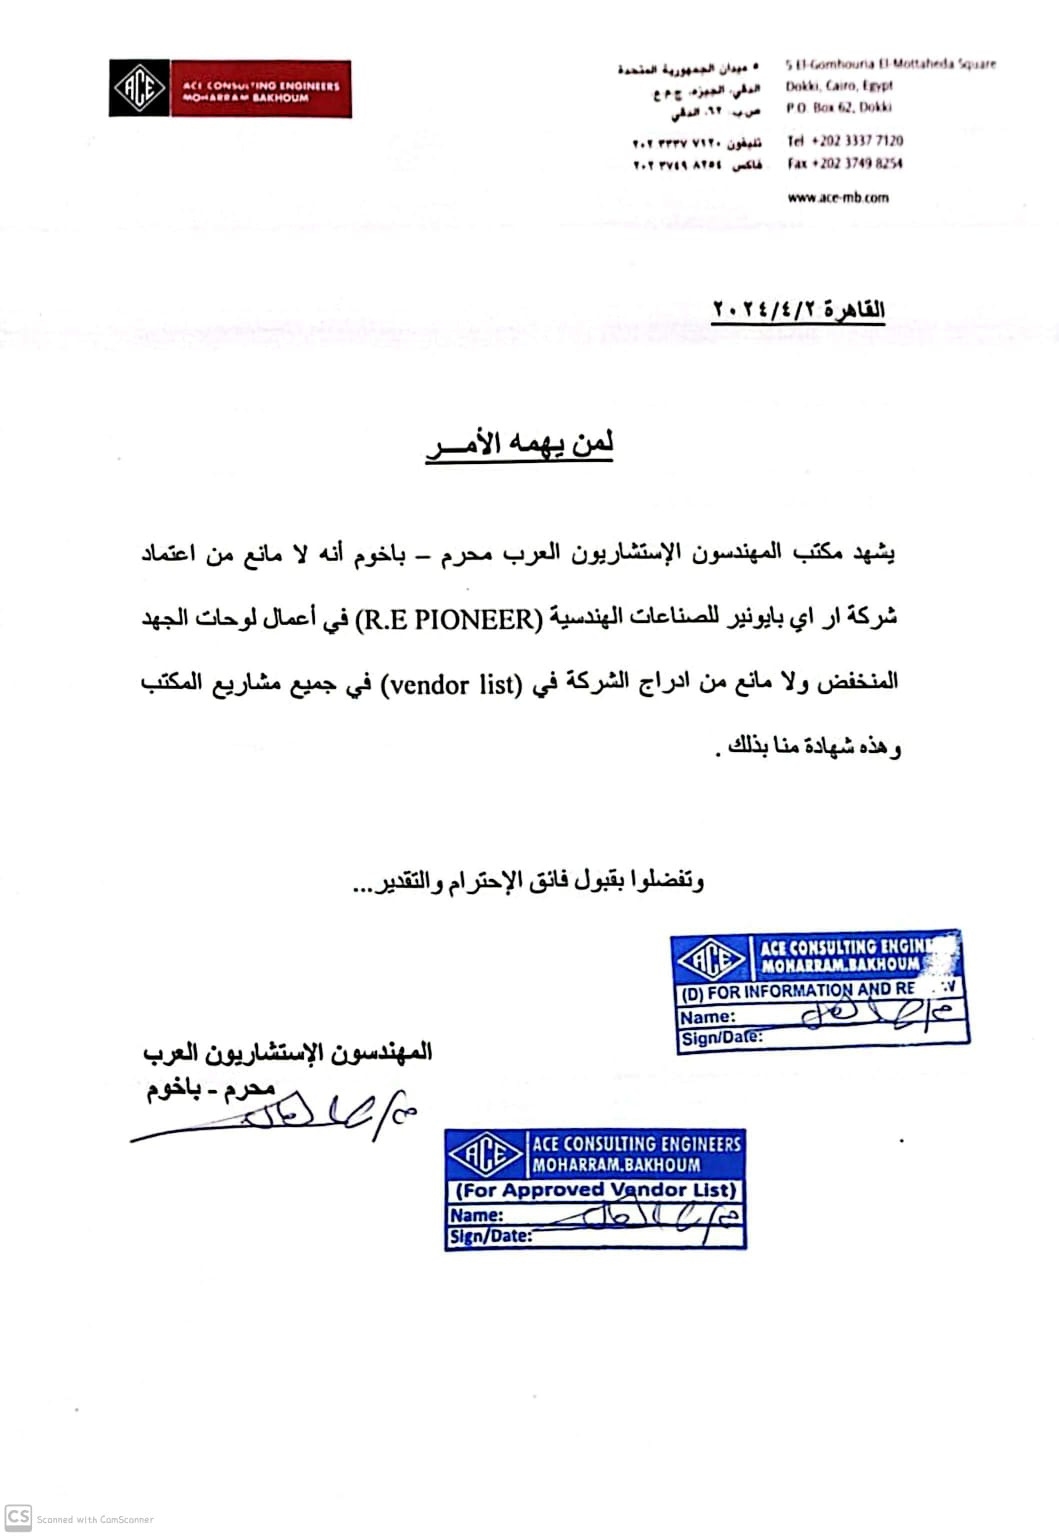 ACE
ACE CONSULTING ENGINEERS
MOHARRAM BAKHOUM
٥ ميدان الجمهورية المتحدة
الدقي، الجيزه، ج م ع
ص ب ٦٢، الدقي
تليفون ٧١٢٠ ٣٣٣٧ ٢٠٢
فاكس ٨٢٥٤ ٣٧٤٩ ٢٠٢
5 El-Gomhouria El-Mottaheda Square
Dokki, Cairo, Egypt
P.O. Box 62, Dokki
Tel +202 3337 7120
Fax +202 3749 8254
www.ace-mb.com
القاهرة ٢٠٢٤/٤/٢
لمن يهمه الأمــر
يشهد مكتب المهندسون الإستشاريون العرب محرم – باخوم أنه لا مانع من اعتماد
شركة ار اي بايونير للصناعات الهندسية (R.E PIONEER) في أعمال لوحات الجهد
المنخفض ولا مانع من ادراج الشركة في (vendor list) في جميع مشاريع المكتب
وهذه شهادة منا بذلك .
وتفضلوا بقبول فائق الإحترام والتقدير...
ACE
ACE CONSULTING ENGINE
MOHARRAM.BAKHOUM
(D) FOR INFORMATION AND RE
Name:
Sign/Date:
المهندسون الإستشاريون العرب
محرم - باخوم
ACE
ACE CONSULTING ENGINEERS
MOHARRAM.BAKHOUM
(For Approved Vendor List)
Name:
Sign/Date:
CS Scanned with CamScanner